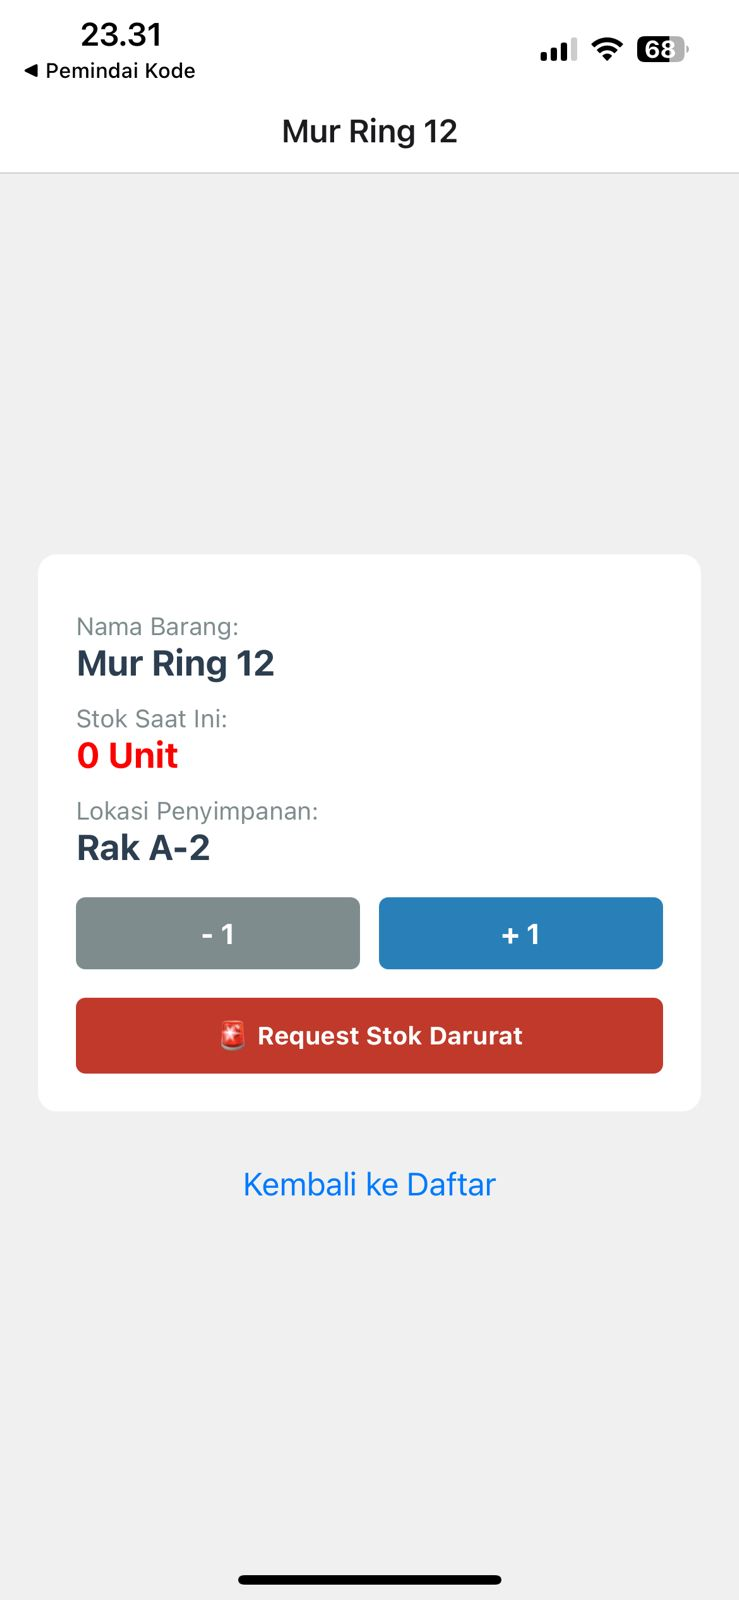 23.31
68
◀ Pemindai Kode
Mur Ring 12
Nama Barang:
Mur Ring 12
Stok Saat Ini:
0 Unit
Lokasi Penyimpanan:
Rak A-2
- 1
+ 1
🚨 Request Stok Darurat
Kembali ke Daftar